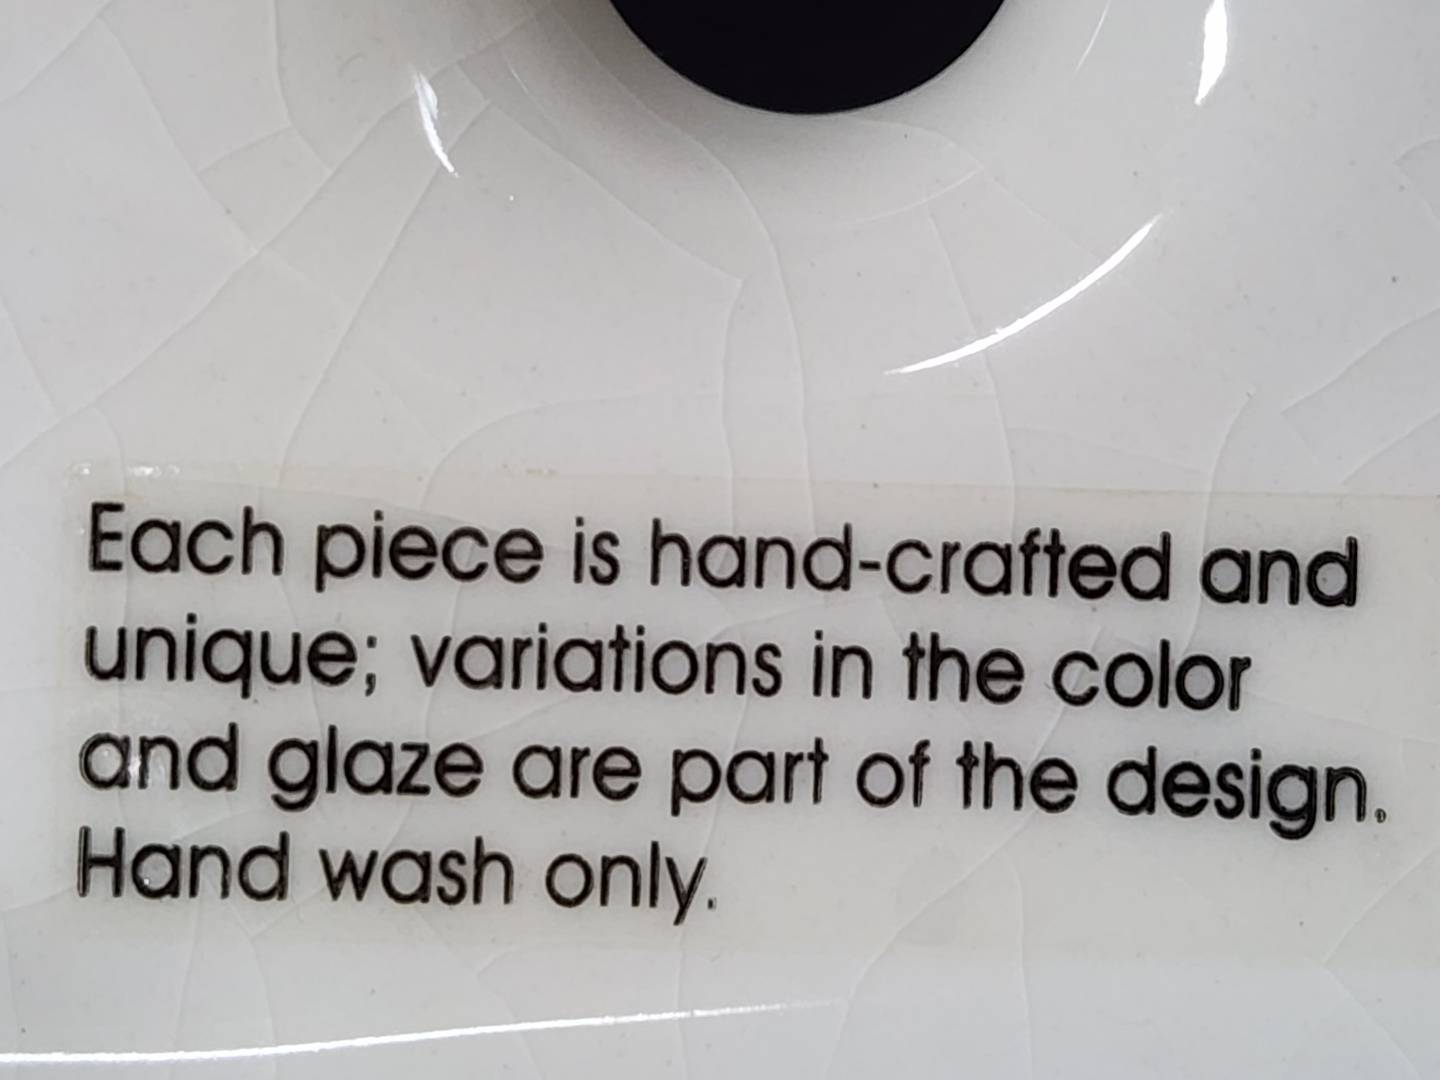 Each piece is hand-crafted and
unique; variations in the color
and glaze are part of the design.
Hand wash only.